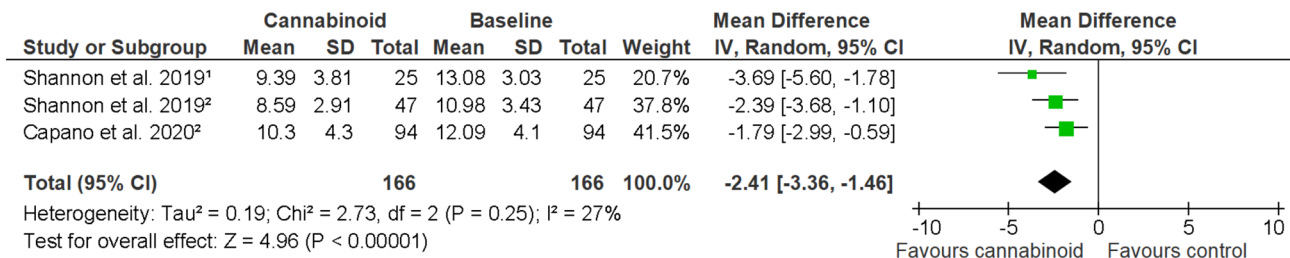 Cannabinoid Baseline Mean Difference Mean Difference
Study or Subgroup Mean SD Total Mean SD Total Weight IV, Random, 95% CI IV, Random, 95% CI
Shannon et al. 2019¹ 9.39 3.81 25 13.08 3.03 25 20.7% -3.69 [-5.60, -1.78]
Shannon et al. 2019² 8.59 2.91 47 10.98 3.43 47 37.8% -2.39 [-3.68, -1.10]
Capano et al. 2020² 10.3 4.3 94 12.09 4.1 94 41.5% -1.79 [-2.99, -0.59]
Total (95% CI) 166 166 100.0% -2.41 [-3.36, -1.46]
Heterogeneity: Tau² = 0.19; Chi² = 2.73, df = 2 (P = 0.25); I² = 27%
Test for overall effect: Z = 4.96 (P < 0.00001)
-10 -5 0 5 10
Favours cannabinoid Favours control